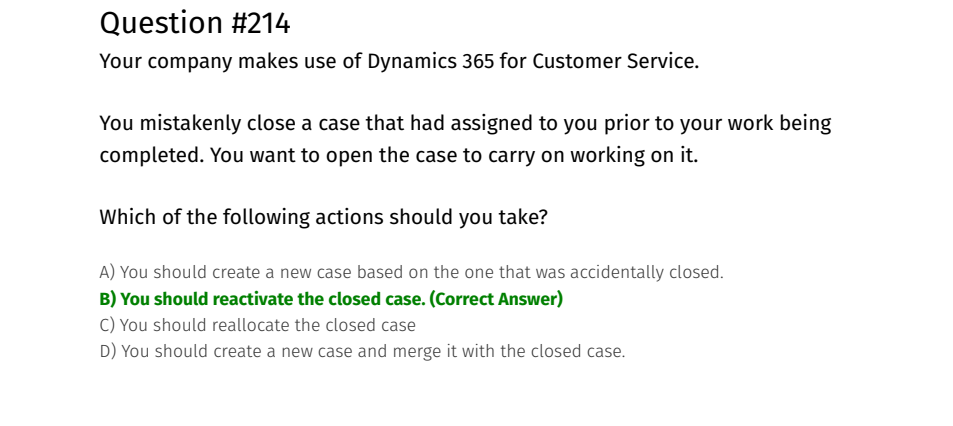 Question #214
Your company makes use of Dynamics 365 for Customer Service.
You mistakenly close a case that had assigned to you prior to your work being
completed. You want to open the case to carry on working on it.
Which of the following actions should you take?
A) You should create a new case based on the one that was accidentally closed.
B) You should reactivate the closed case. (Correct Answer)
C) You should reallocate the closed case
D) You should create a new case and merge it with the closed case.